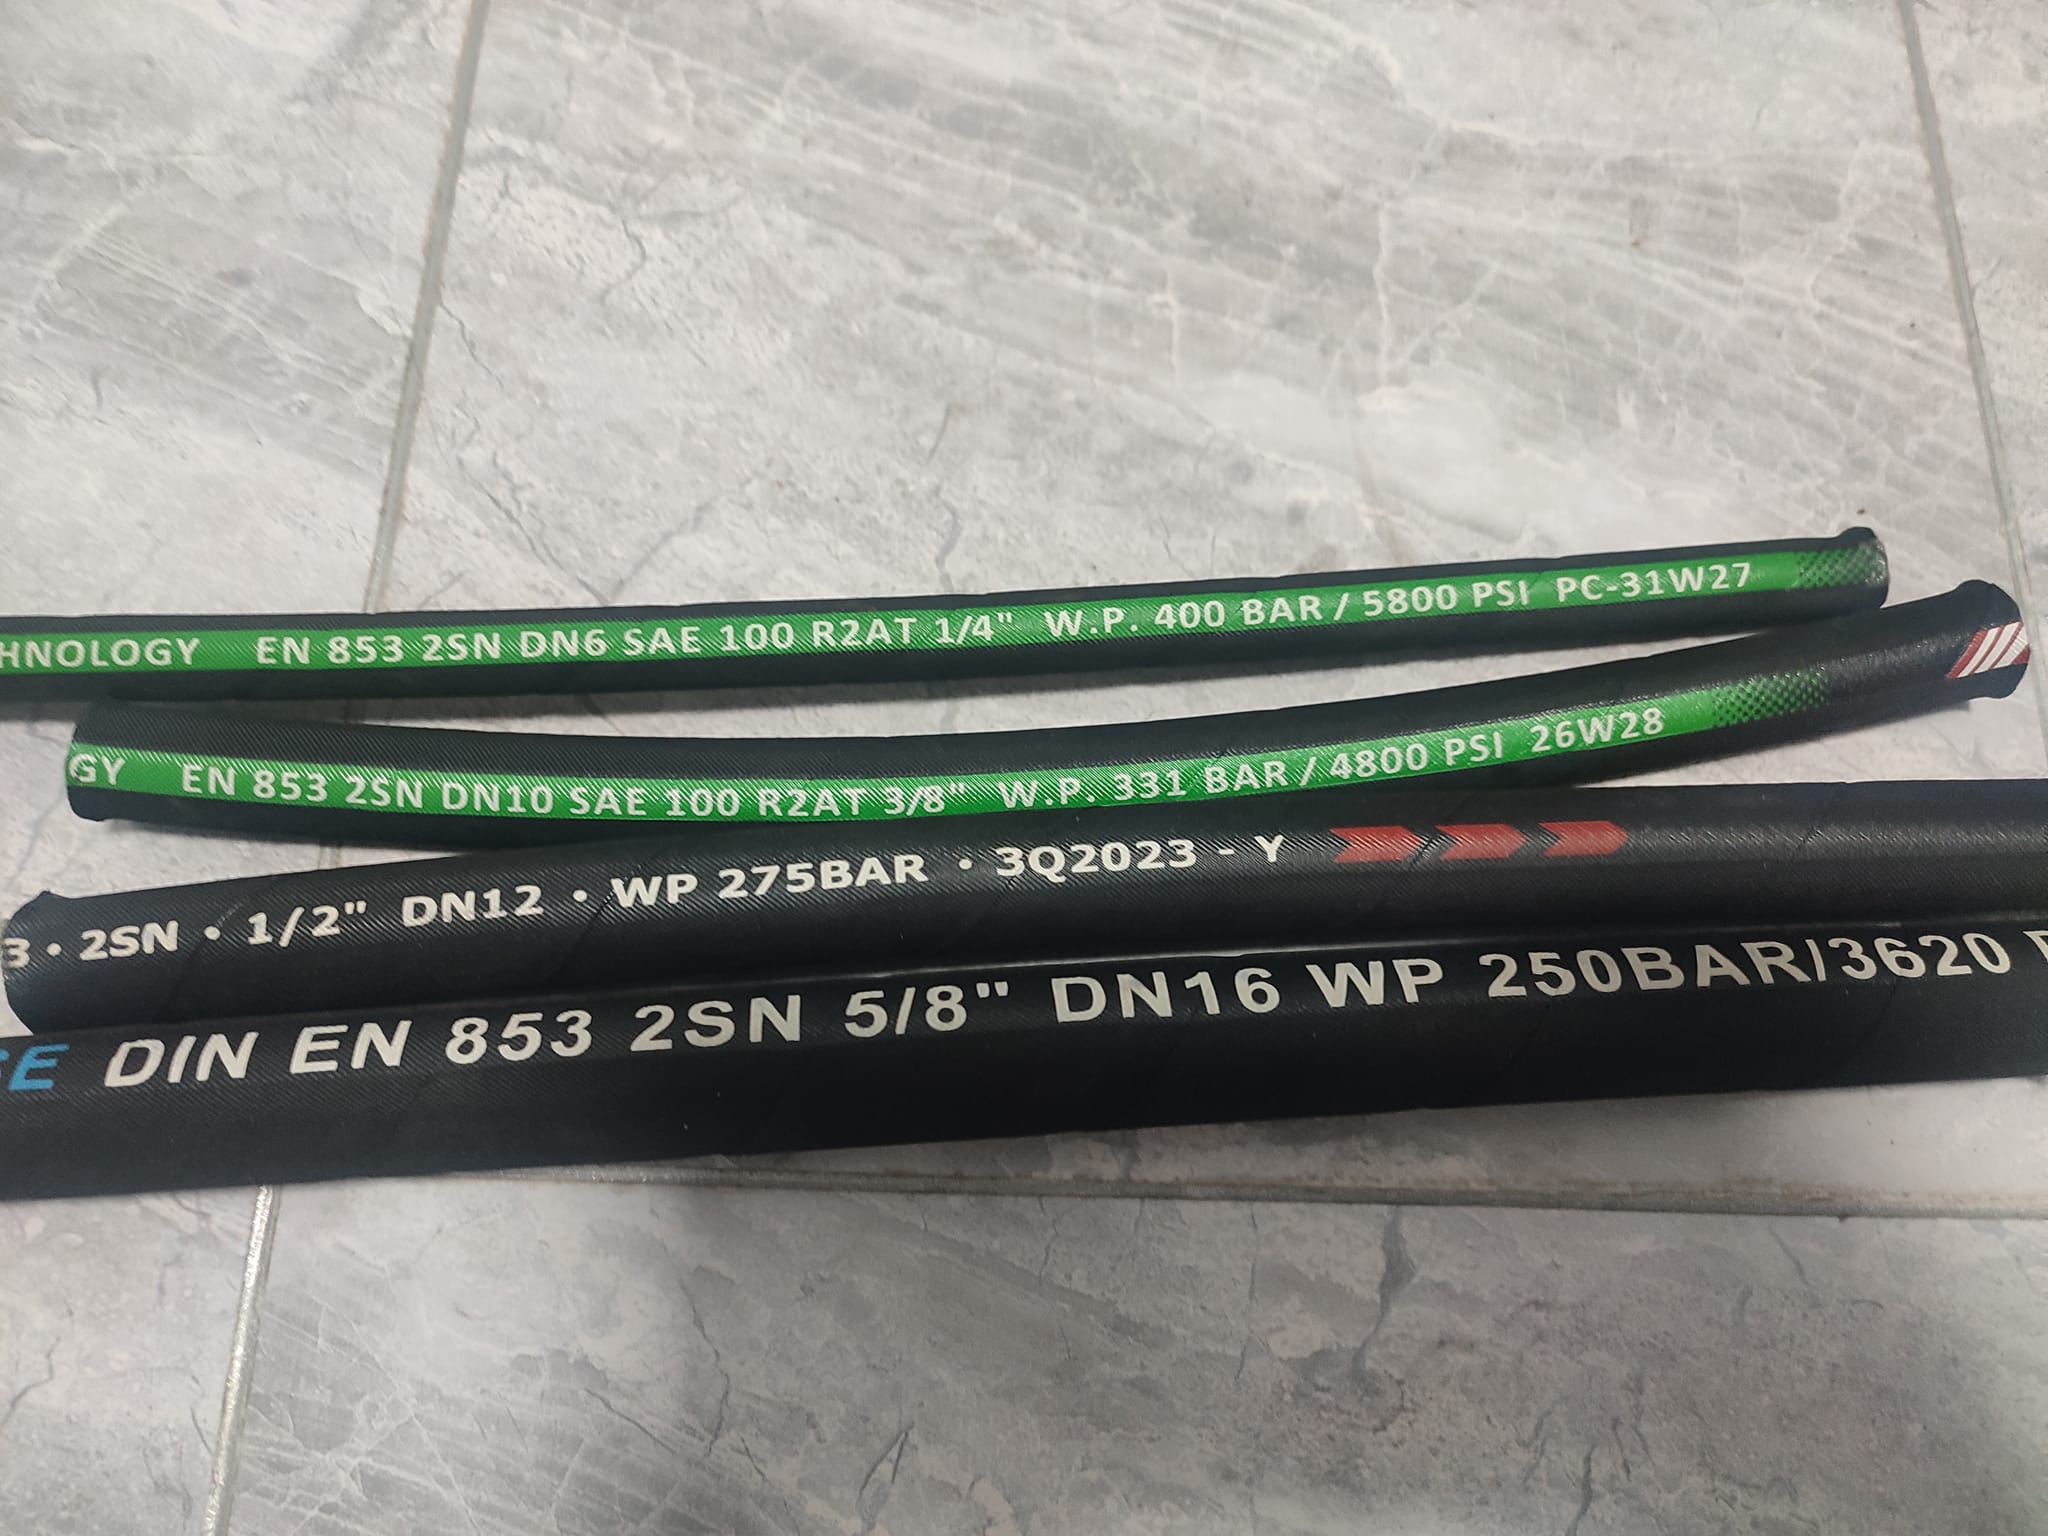 HNOLOGY EN 853 2SN DN6 SAE 100 R2AT 1/4" W.P. 400 BAR / 5800 PSI PC-31W27
GY EN 853 2SN DN10 SAE 100 R2AT 3/8" W.P. 331 BAR / 4800 PSI 26W28
3 • 2SN • 1/2" DN12 • WP 275BAR • 3Q2023 - Y
DIN EN 853 2SN 5/8" DN16 WP 250BAR/3620